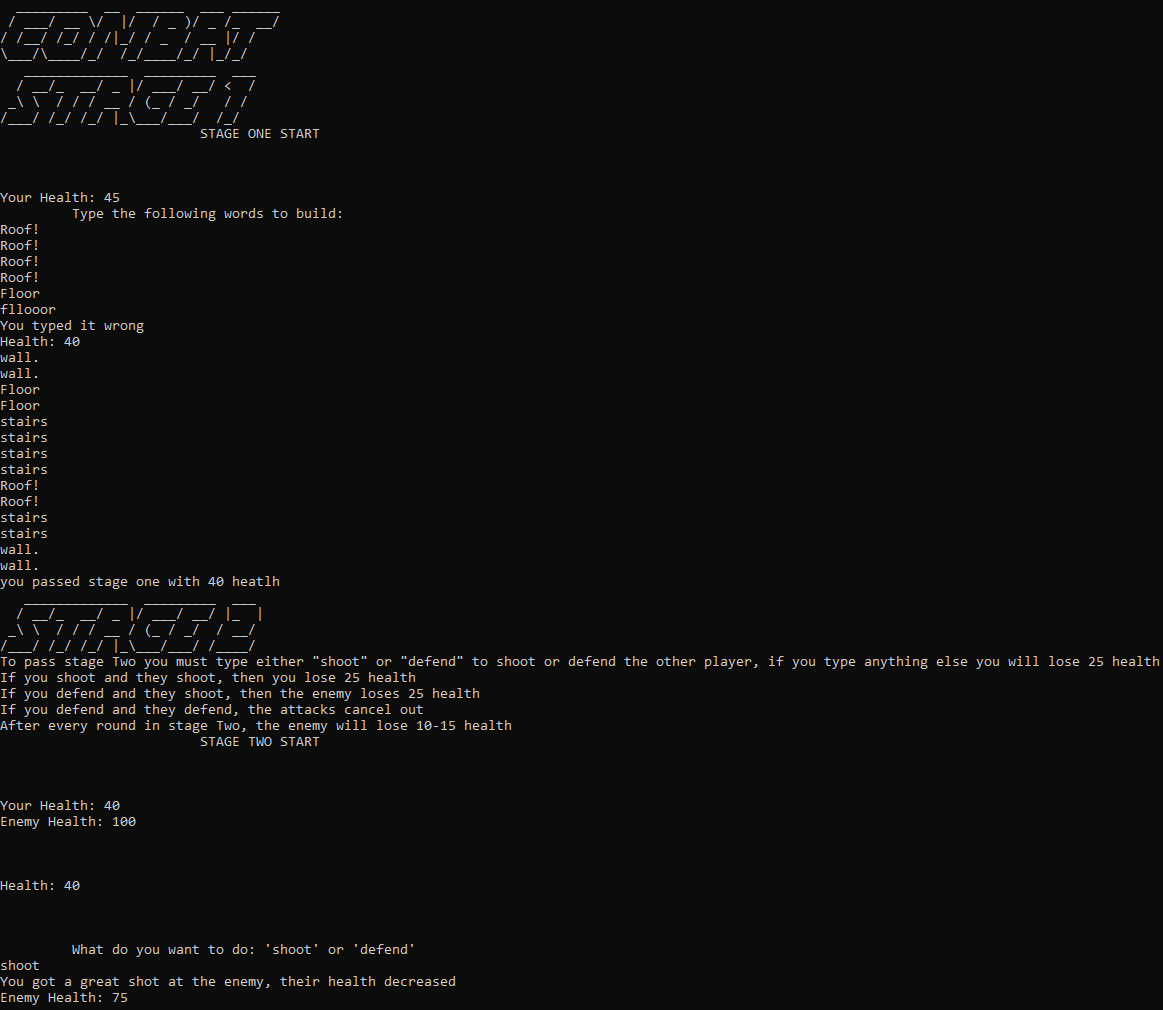 COMBAT
STAGE 1
STAGE ONE START
Your Health: 45
Type the following words to build:
Roof!
Roof!
Roof!
Roof!
Floor
fllooor
You typed it wrong
Health: 40
wall.
wall.
Floor
Floor
stairs
stairs
stairs
stairs
Roof!
Roof!
stairs
stairs
wall.
wall.
you passed stage one with 40 heatlh
STAGE 2
To pass stage Two you must type either "shoot" or "defend" to shoot or defend the other player, if you type anything else you will lose 25 health
If you shoot and they shoot, then you lose 25 health
If you defend and they shoot, then the enemy loses 25 health
If you defend and they defend, the attacks cancel out
After every round in stage Two, the enemy will lose 10-15 health
STAGE TWO START
Your Health: 40
Enemy Health: 100
Health: 40
What do you want to do: 'shoot' or 'defend'
shoot
You got a great shot at the enemy, their health decreased
Enemy Health: 75